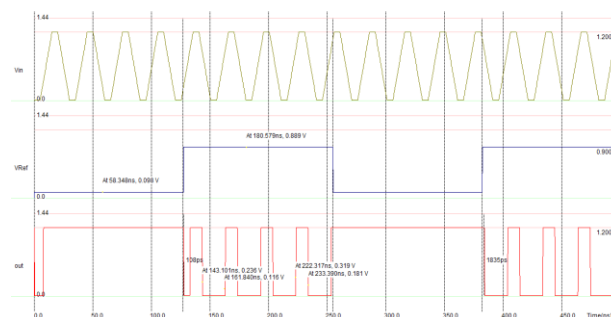 1.44
1.200
Vin
0.0
1.44
0.900
At 180.579ns, 0.889 V
VRef
At 58.348ns, 0.098 V
0.0
1.44
1.200
108ps
At 222.317ns, 0.319 V
1835ps
out
At 143.101ns, 0.236 V
At 233.390ns, 0.181 V
At 161.840ns, 0.116 V
0.0
0.0 50.0 100.0 150.0 200.0 250.0 300.0 350.0 400.0 450.0